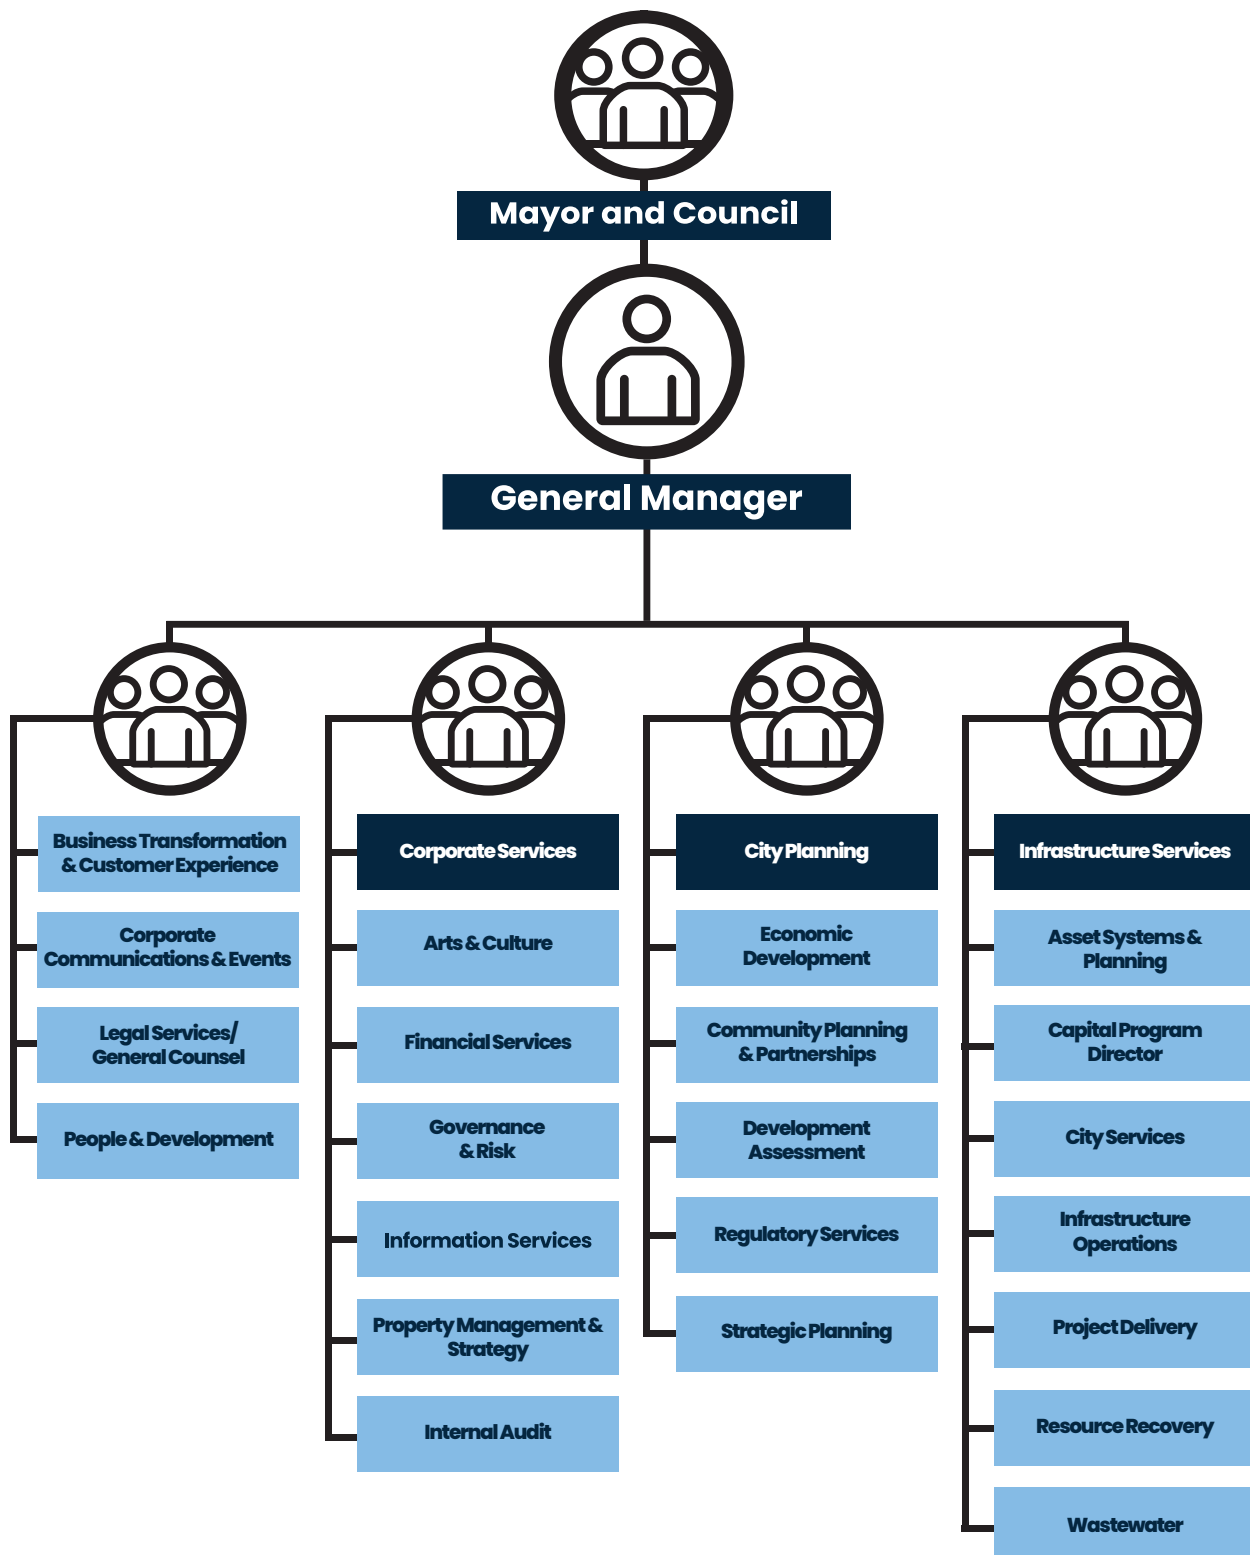 Mayor and Council
General Manager
Business Transformation
& Customer Experience
Corporate
Communications & Events
Legal Services/
General Counsel
People & Development
Corporate Services
Arts & Culture
Financial Services
Governance
& Risk
Information Services
Property Management &
Strategy
Internal Audit
City Planning
Economic
Development
Community Planning
& Partnerships
Development
Assessment
Regulatory Services
Strategic Planning
Infrastructure Services
Asset Systems &
Planning
Capital Program
Director
City Services
Infrastructure
Operations
Project Delivery
Resource Recovery
Wastewater